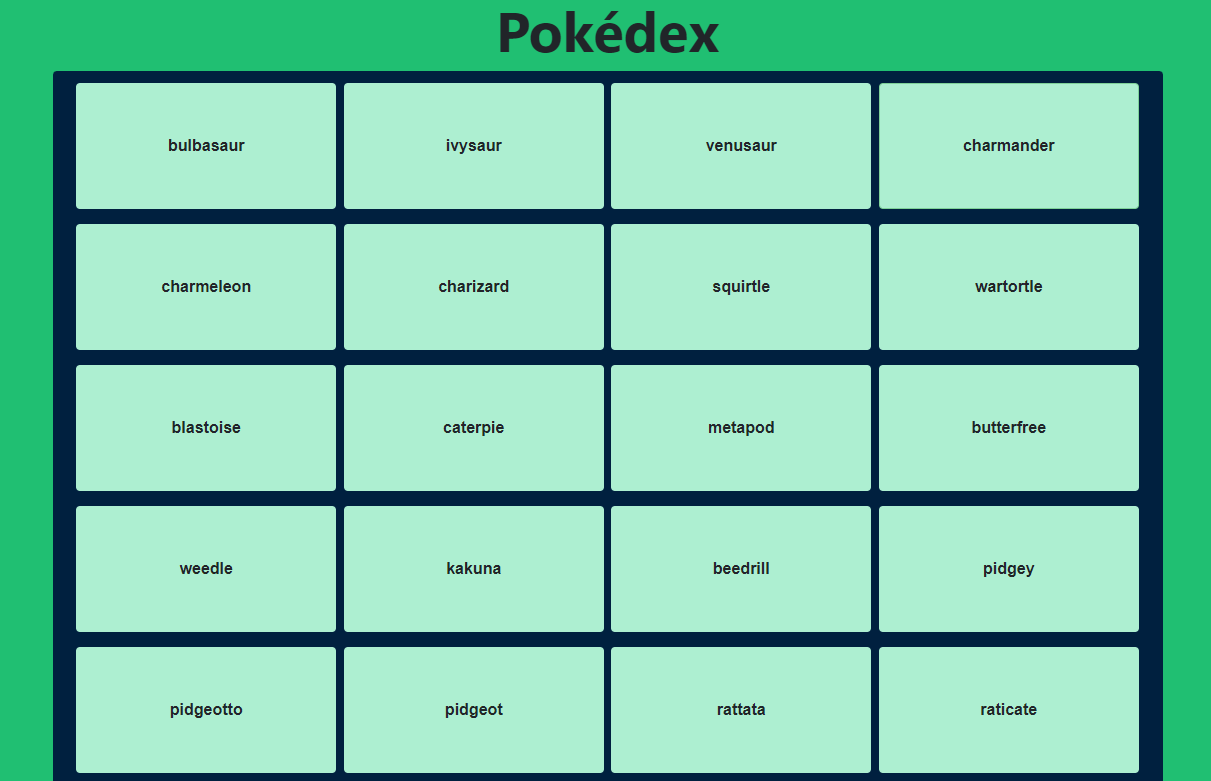 Pokédex
bulbasaur
ivysaur
venusaur
charmander
charmeleon
charizard
squirtle
wartortle
blastoise
caterpie
metapod
butterfree
weedle
kakuna
beedrill
pidgey
pidgeotto
pidgeot
rattata
raticate